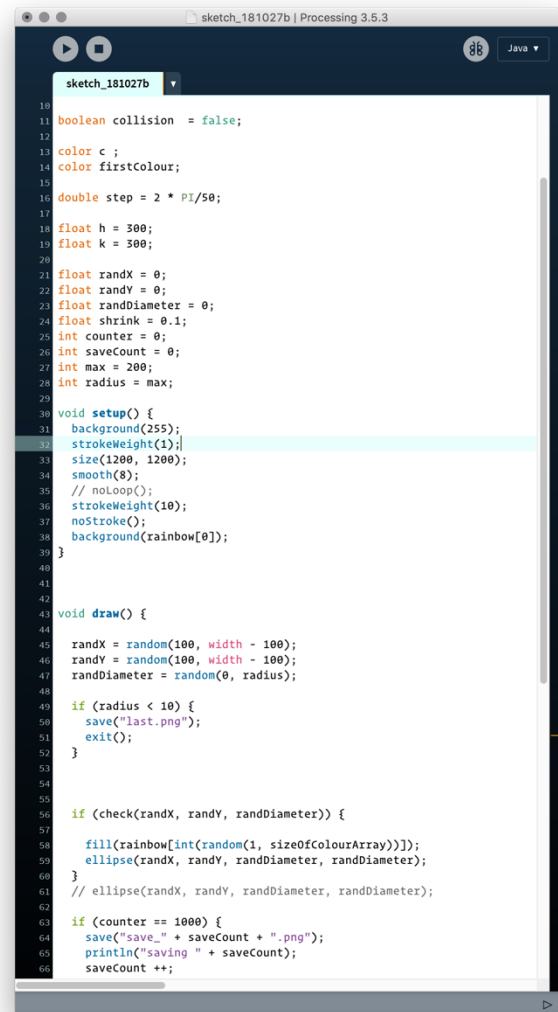 sketch_181027b | Processing 3.5.3
Java ▼
sketch_181027b ▼
10
11 boolean collision  = false;
12
13 color c ;
14 color firstColour;
15
16 double step = 2 * PI/50;
17
18 float h = 300;
19 float k = 300;
20
21 float randX = 0;
22 float randY = 0;
23 float randDiameter = 0;
24 float shrink = 0.1;
25 int counter = 0;
26 int saveCount = 0;
27 int max = 200;
28 int radius = max;
29
30 void setup() {
31   background(255);
32   strokeWeight(1);
33   size(1200, 1200);
34   smooth(8);
35   // noLoop();
36   strokeWeight(10);
37   noStroke();
38   background(rainbow[0]);
39 }
40
41
42
43 void draw() {
44
45   randX = random(100, width - 100);
46   randY = random(100, width - 100);
47   randDiameter = random(0, radius);
48
49   if (radius < 10) {
50     save("last.png");
51     exit();
52   }
53
54
55
56   if (check(randX, randY, randDiameter)) {
57
58     fill(rainbow[int(random(1, sizeOfColourArray))]);
59     ellipse(randX, randY, randDiameter, randDiameter);
60   }
61   // ellipse(randX, randY, randDiameter, randDiameter);
62
63   if (counter == 1000) {
64     save("save_" + saveCount + ".png");
65     println("saving " + saveCount);
66     saveCount ++;